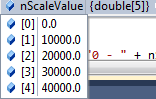 nScaleValue {double[5]}
[0] 0.0
[1] 10000.0
[2] 20000.0 "0 - " + n
[3] 30000.0
[4] 40000.0